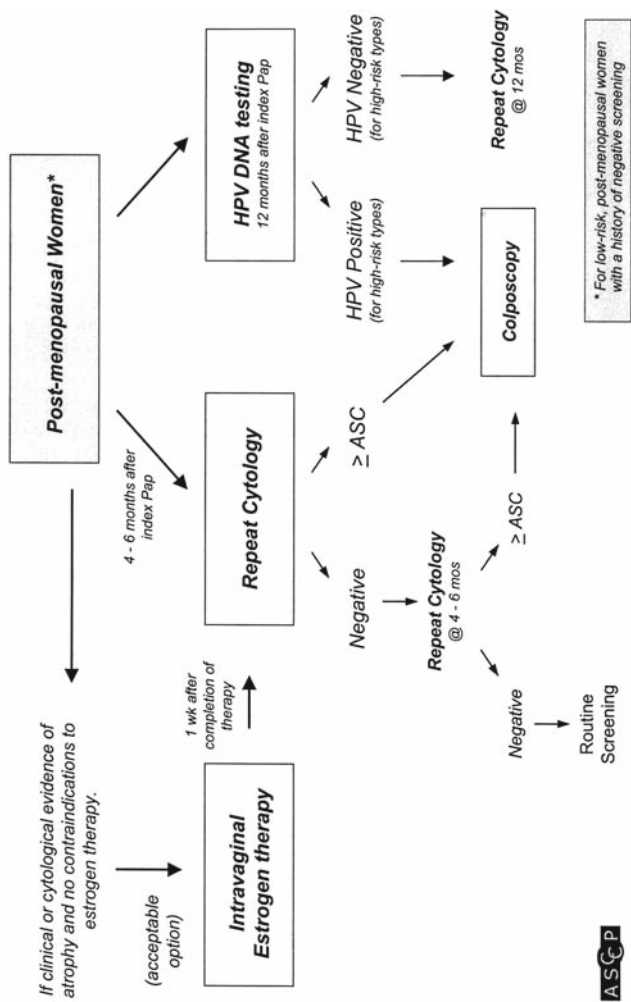 Post-menopausal Women*
If clinical or cytological evidence of
atrophy and no contraindications to
estrogen therapy.
4 - 6 months after
index Pap
(acceptable
option)
Intravaginal
Estrogen therapy
1 wk after
completion of
therapy
Repeat Cytology
HPV DNA testing
12 months after index Pap
Negative
≥ ASC
HPV Positive
(for high-risk types)
HPV Negative
(for high-risk types)
Repeat Cytology
@ 4 - 6 mos
Colposcopy
Repeat Cytology
@ 12 mos
Negative
≥ ASC
Routine
Screening
* For low-risk, post-menopausal women
with a history of negative screening
ASCCP